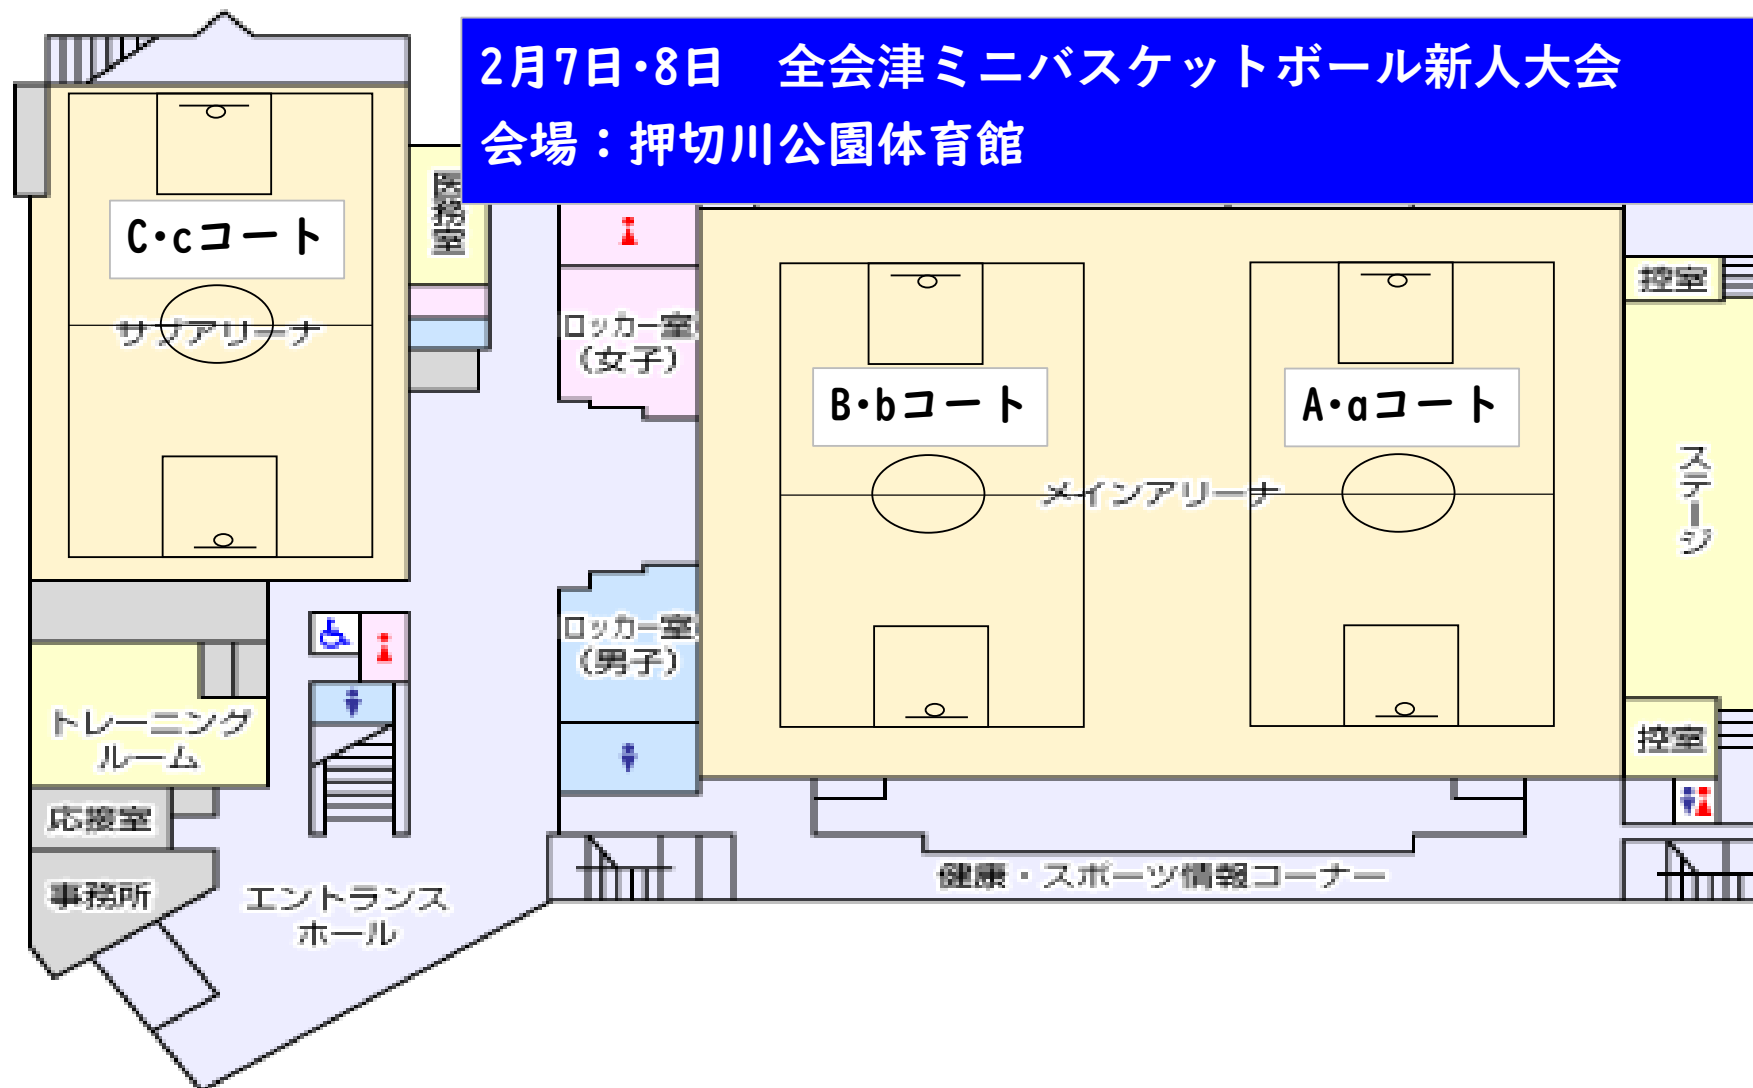 2月7日・8日　全会津ミニバスケットボール新人大会
会場：押切川公園体育館
C・cコート
サブアリーナ
ロッカー室
（女子）
B・bコート
A・aコート
メインアリーナ
控室
ステージ
ロッカー室
（男子）
控室
トレーニング
ルーム
応接室
事務所
エントランス
ホール
健康・スポーツ情報コーナー